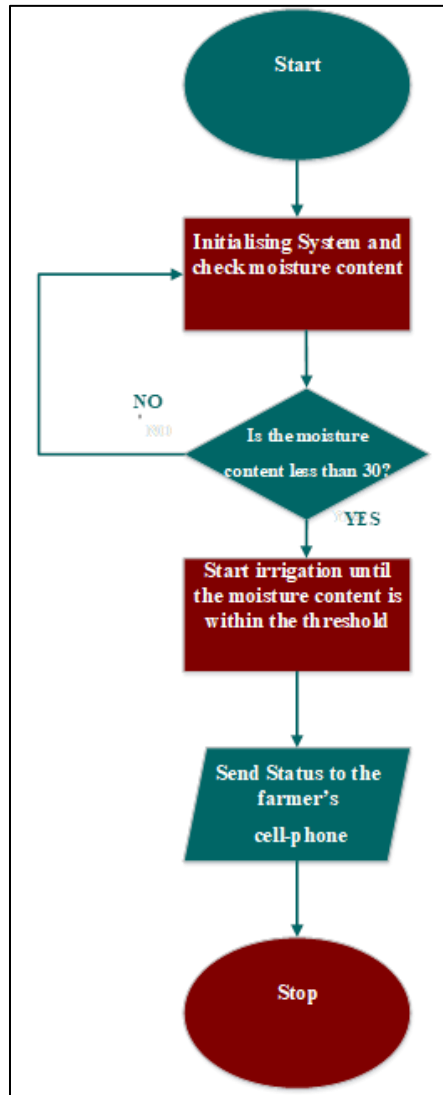 Start
Initialising System and
check moisture content
NO
Is the moisture
content less than 30?
YES
Start irrigation until
the moisture content is
within the threshold
Send Status to the
farmer's
cell-phone
Stop